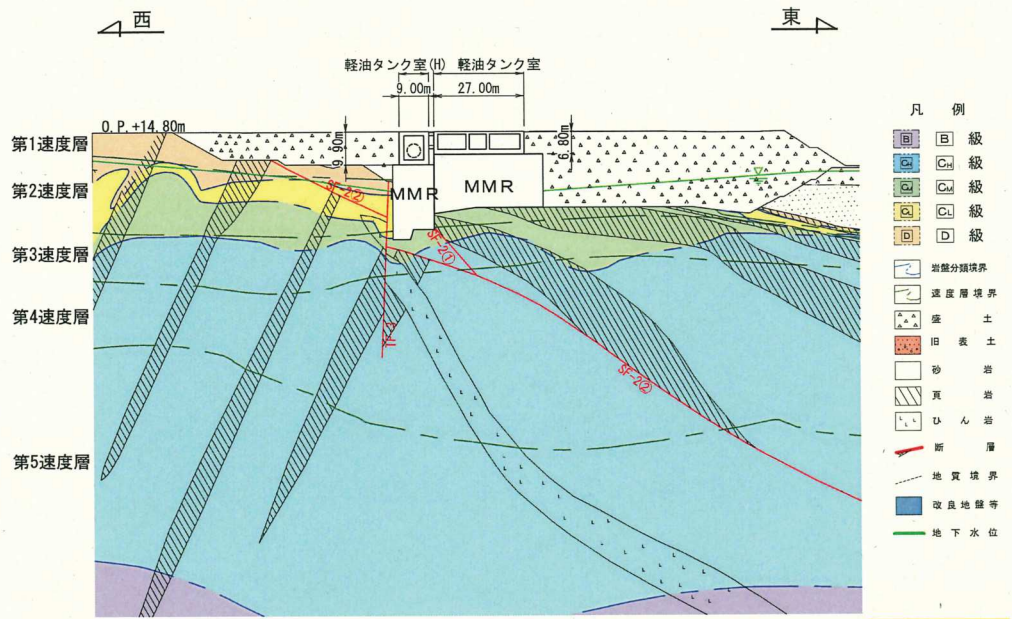 西
東
軽油タンク室(H) 軽油タンク室
9.00m 27.00m
O.P.+14.80m
9.90m
6.80m
MMR
MMR
第1速度層
第2速度層
第3速度層
第4速度層
第5速度層
SF-2(2)
SF-2(1)
SF-2(2)
凡例
B B 級
CH CH 級
CM 級
CL CL 級
D D 級
岩盤分類境界
速度層境界
盛土
旧表土
砂岩
頁岩
ひん岩
断層
地質境界
改良地盤等
地下水位